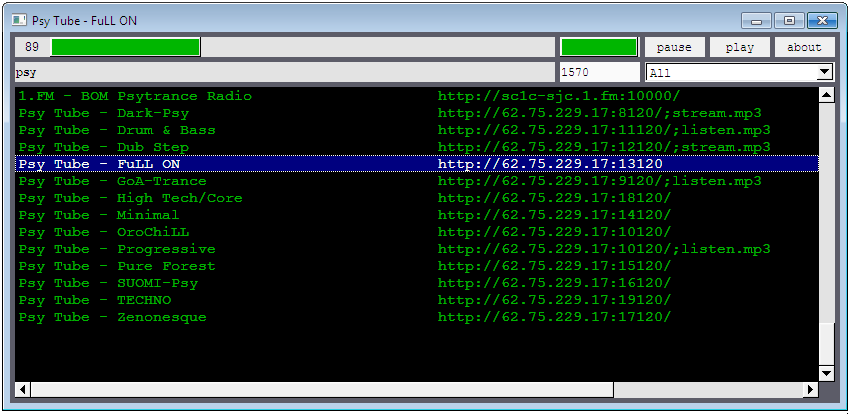 Psy Tube - FuLL ON
89 pause play about
psy 1570 All
1.FM - BOM Psytrance Radio http://sc1c-sjc.1.fm:10000/
Psy Tube - Dark-Psy http://62.75.229.17:8120/;stream.mp3
Psy Tube - Drum & Bass http://62.75.229.17:11120/;listen.mp3
Psy Tube - Dub Step http://62.75.229.17:12120/;stream.mp3
Psy Tube - FuLL ON http://62.75.229.17:13120
Psy Tube - GoA-Trance http://62.75.229.17:9120/;listen.mp3
Psy Tube - High Tech/Core http://62.75.229.17:18120/
Psy Tube - Minimal http://62.75.229.17:14120/
Psy Tube - OroChiLL http://62.75.229.17:10120/
Psy Tube - Progressive http://62.75.229.17:10120/;listen.mp3
Psy Tube - Pure Forest http://62.75.229.17:15120/
Psy Tube - SUOMI-Psy http://62.75.229.17:16120/
Psy Tube - TECHNO http://62.75.229.17:19120/
Psy Tube - Zenonesque http://62.75.229.17:17120/